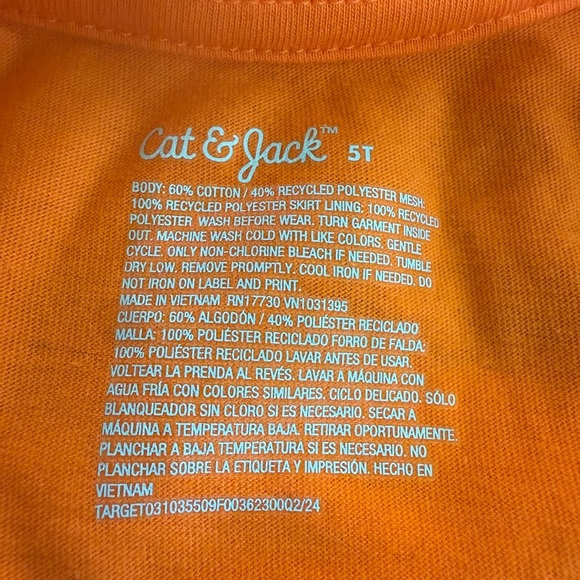 Cat & Jack™ 5T
BODY: 60% COTTON / 40% RECYCLED POLYESTER MESH:
100% RECYCLED POLYESTER SKIRT LINING: 100% RECYCLED
POLYESTER WASH BEFORE WEAR. TURN GARMENT INSIDE
OUT. MACHINE WASH COLD WITH LIKE COLORS. GENTLE
CYCLE. ONLY NON-CHLORINE BLEACH IF NEEDED. TUMBLE
DRY LOW. REMOVE PROMPTLY. COOL IRON IF NEEDED. DO
NOT IRON ON LABEL AND PRINT.
MADE IN VIETNAM RN17730 VN1031395
CUERPO: 60% ALGODÓN / 40% POLIÉSTER RECICLADO
MALLA: 100% POLIÉSTER RECICLADO FORRO DE FALDA:
100% POLIÉSTER RECICLADO LAVAR ANTES DE USAR.
VOLTEAR LA PRENDA AL REVÉS. LAVAR A MÁQUINA CON
AGUA FRÍA CON COLORES SIMILARES. CICLO DELICADO. SÓLO
BLANQUEADOR SIN CLORO SI ES NECESARIO. SECAR A
MÁQUINA A TEMPERATURA BAJA. RETIRAR OPORTUNAMENTE.
PLANCHAR A BAJA TEMPERATURA SI ES NECESARIO. NO
PLANCHAR SOBRE LA ETIQUETA Y IMPRESIÓN. HECHO EN
VIETNAM
TARGET031035509F00362300Q2/24